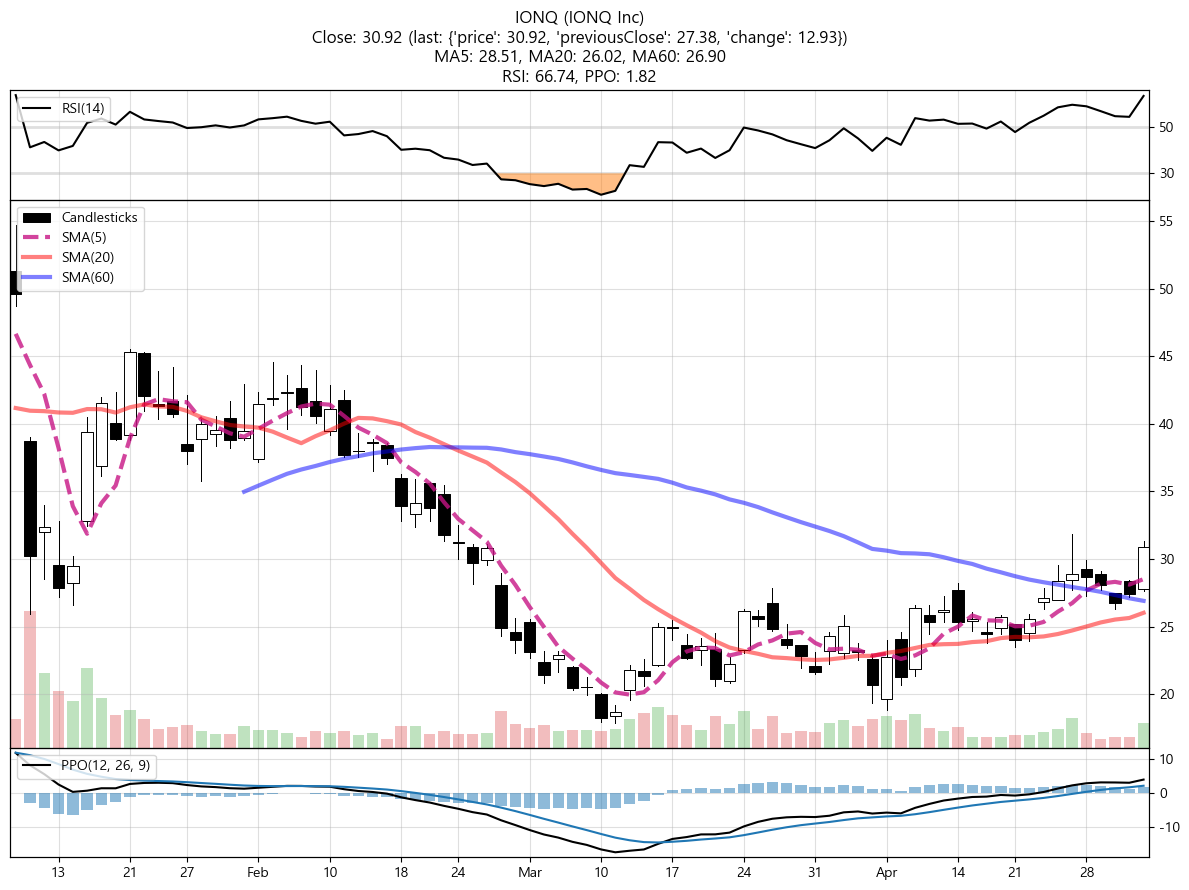 IONQ (IONQ Inc)
Close: 30.92 (last: {'price': 30.92, 'previousClose': 27.38, 'change': 12.93})
MA5: 28.51, MA20: 26.02, MA60: 26.90
RSI: 66.74, PPO: 1.82
RSI(14)
50
30
Candlesticks
SMA(5)
SMA(20)
SMA(60)
55
50
45
40
35
30
25
20
PPO(12, 26, 9)
10
0
-10
13 21 27 Feb 10 18 24 Mar 10 17 24 31 Apr 14 21 28